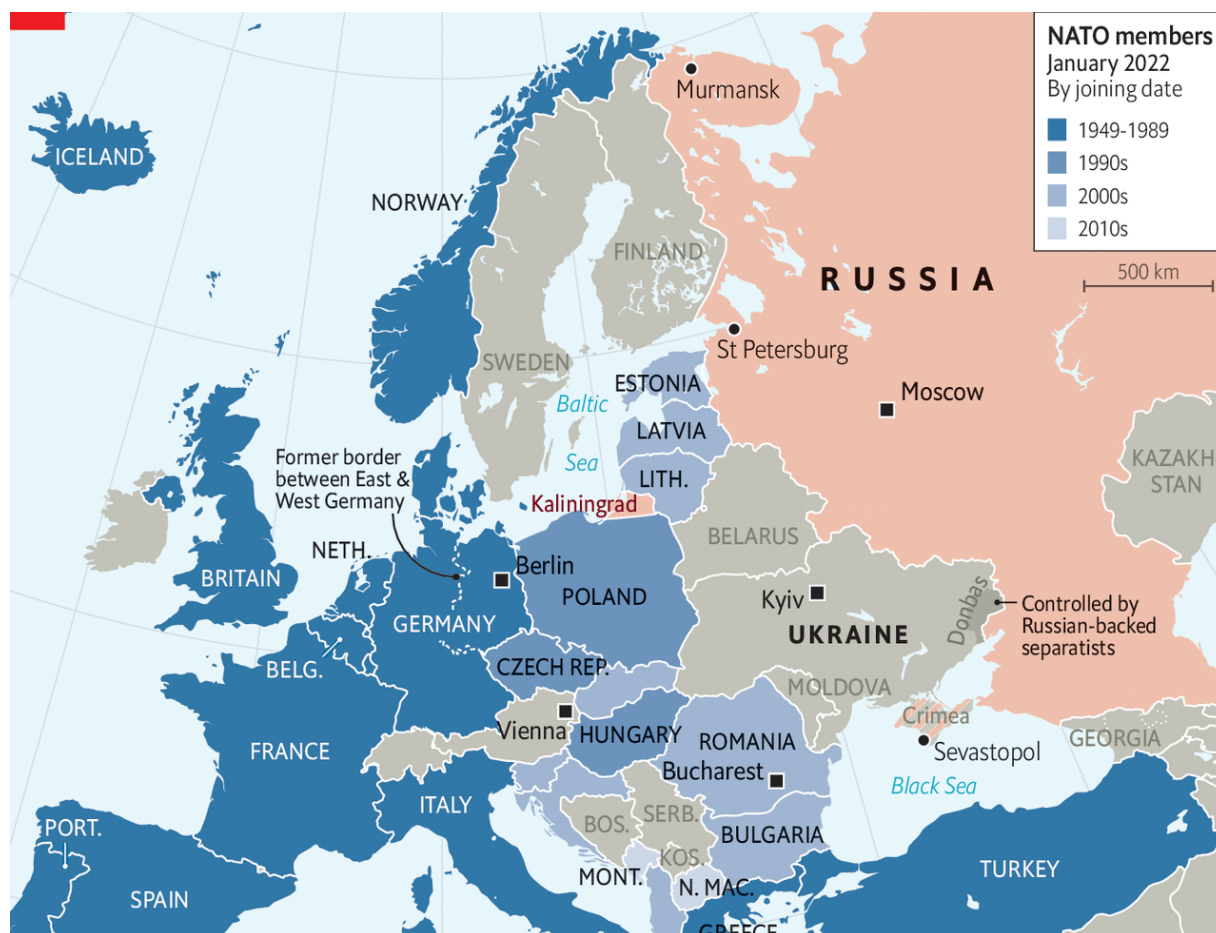 NATO members
January 2022
By joining date
1949-1989
1990s
2000s
2010s
500 km
Murmansk
ICELAND
NORWAY
FINLAND
RUSSIA
SWEDEN
St Petersburg
ESTONIA
Moscow
Baltic
Sea
LATVIA
KAZAKH
STAN
Former border
between East &
West Germany
LITH.
Kaliningrad
BELARUS
NETH.
Berlin
BRITAIN
POLAND
Kyiv
Donbas
Controlled by
Russian-backed
separatists
GERMANY
UKRAINE
BELG.
CZECH REP.
MOLDOVA
Crimea
Vienna
HUNGARY
ROMANIA
GEORGIA
FRANCE
Sevastopol
Bucharest
Black Sea
ITALY
SERB.
PORT.
BOS.
BULGARIA
KOS.
TURKEY
MONT.
N. MAC.
SPAIN
GREECE